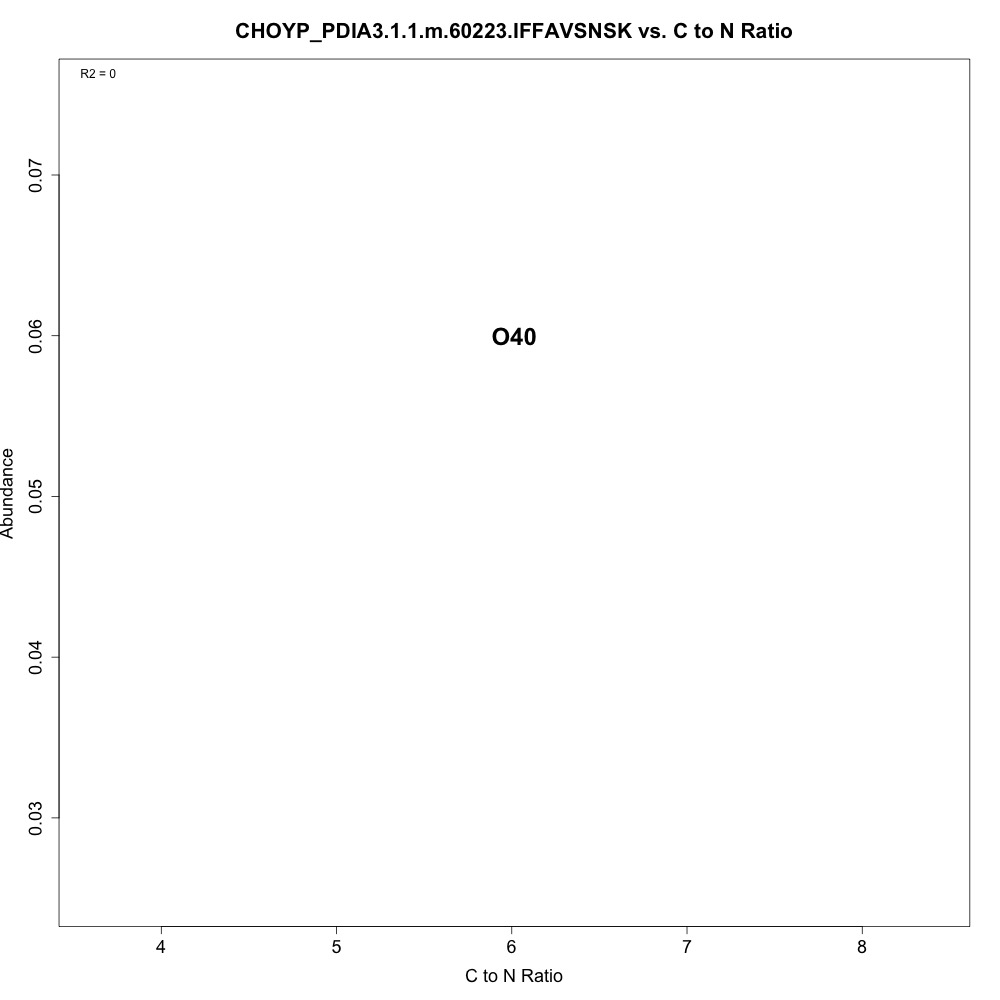 CHOYP_PDIA3.1.1.m.60223.IFFAVSNSK vs. C to N Ratio
R2 = 0
0.07
0.06
0.05
0.04
0.03
Abundance
O40
4 5 6 7 8
C to N Ratio